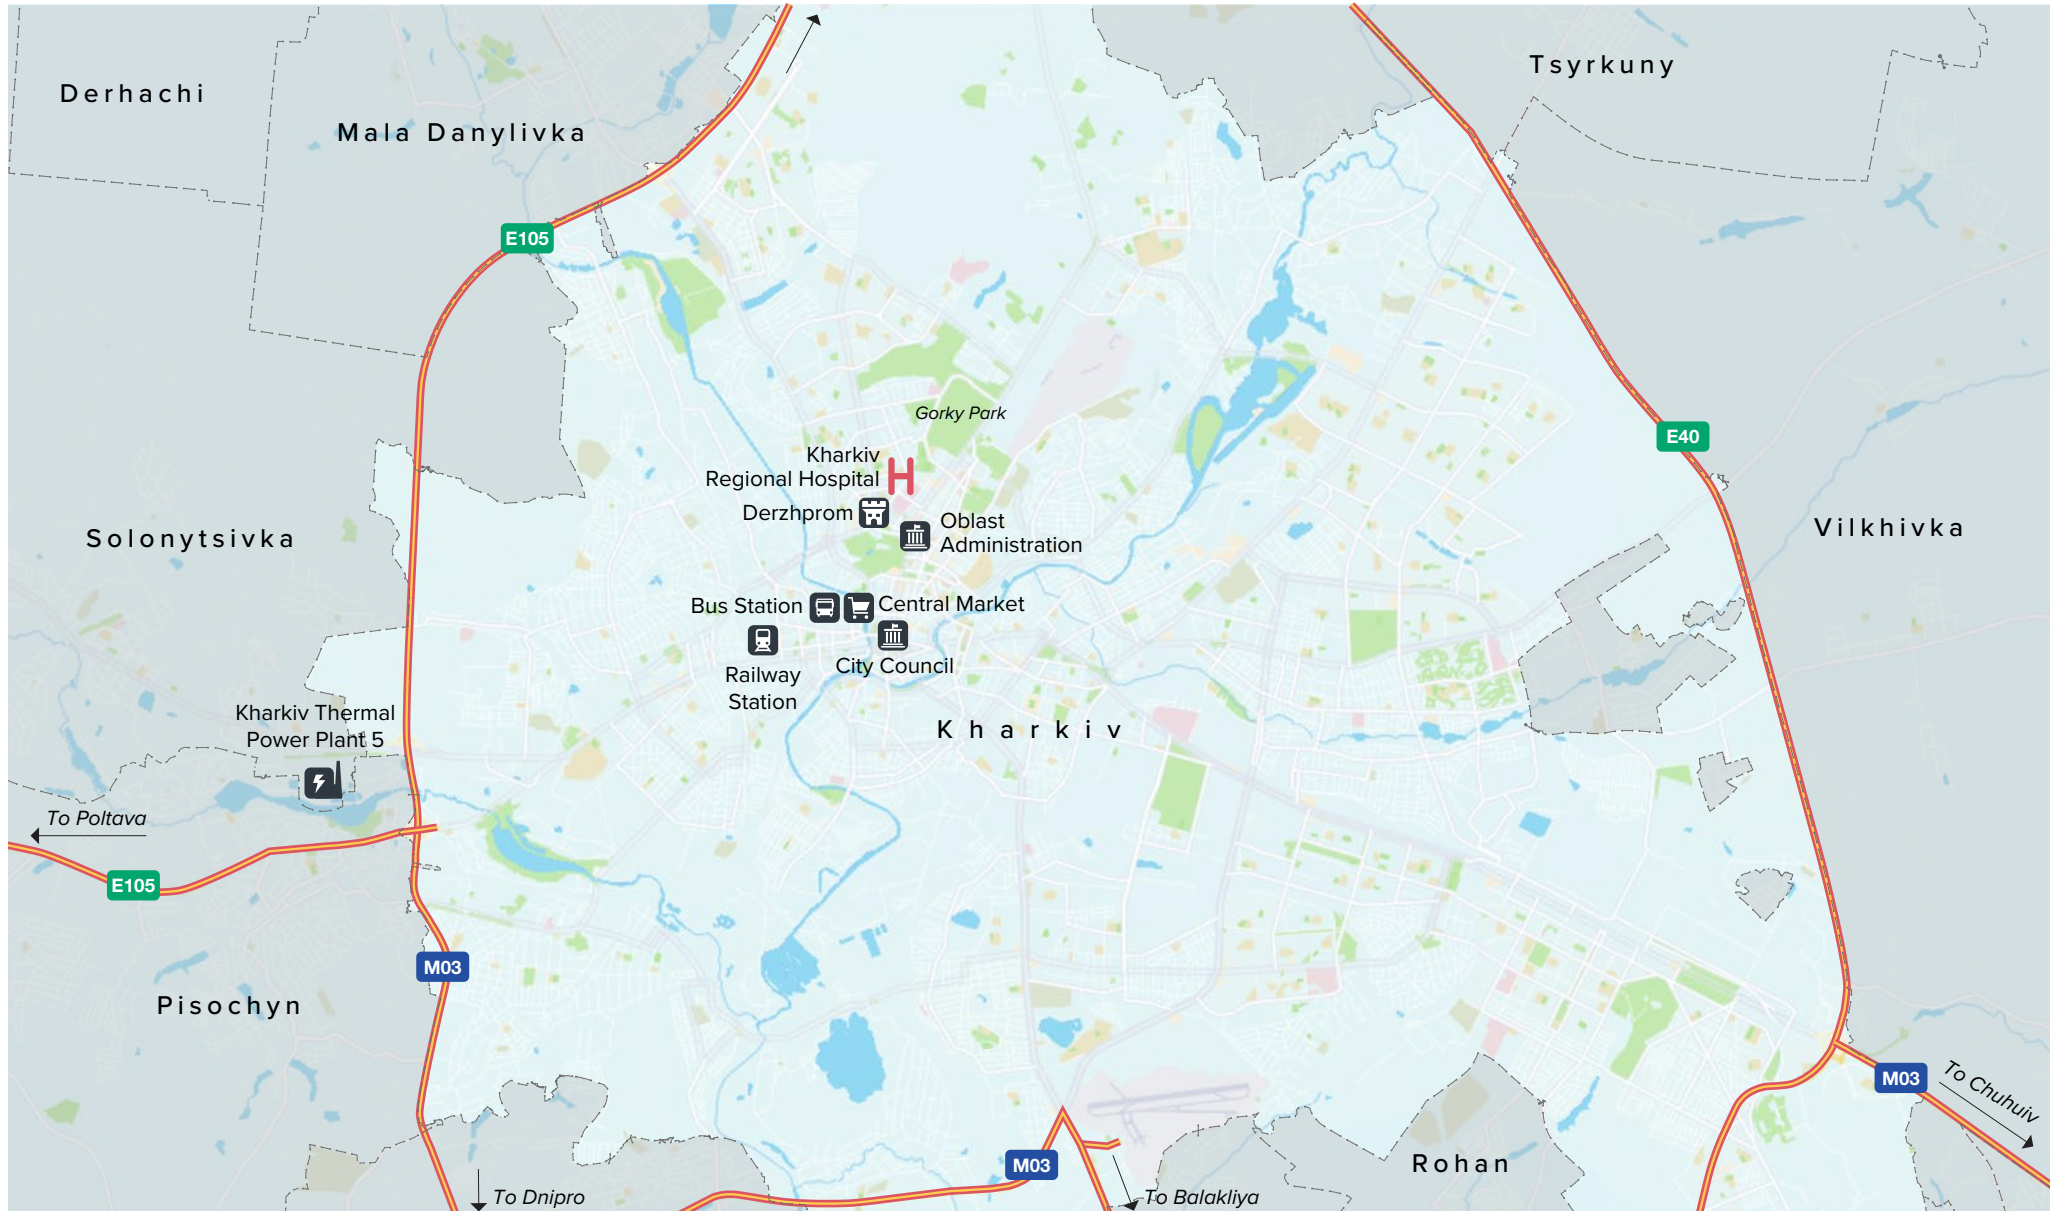 Tsyrkuny
Derhachi
Mala Danylivka
E105
Gorky Park
E40
Kharkiv
Regional Hospital
Derzhprom
Oblast
Administration
Vilkhivka
Solonytsivka
Bus Station
Central Market
City Council
Railway
Station
Kharkiv Thermal
Power Plant 5
Kharkiv
To Poltava
E105
M03
Pisochyn
M03
To Chuhuiv
M03
Rohan
To Dnipro
To Balakliya